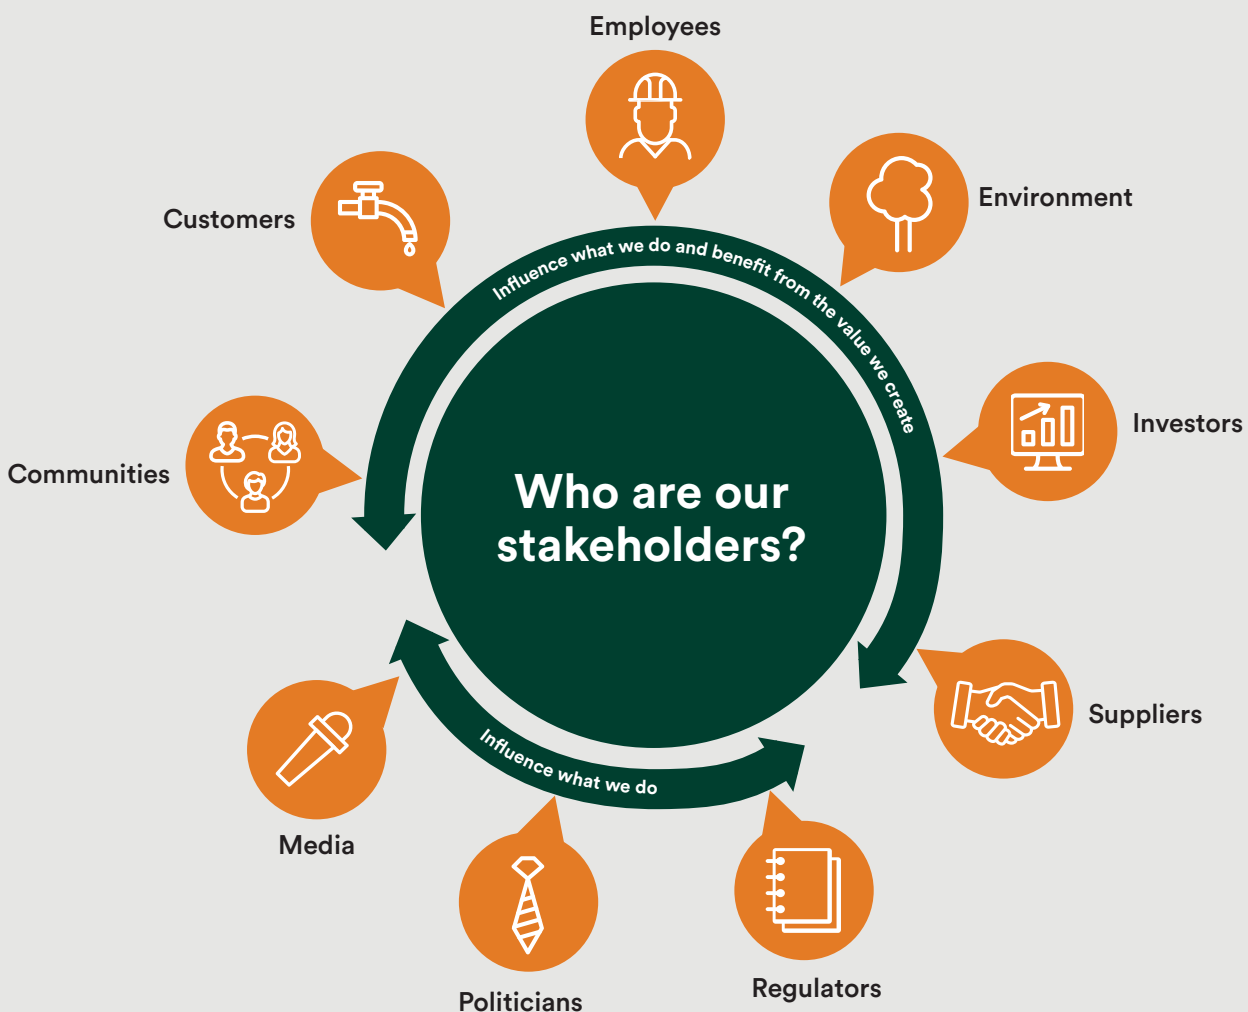 Employees
Environment
Customers
Influence what we do and benefit from the value we create
Investors
Communities
Who are our
stakeholders?
Suppliers
Influence what we do
Media
Regulators
Politicians